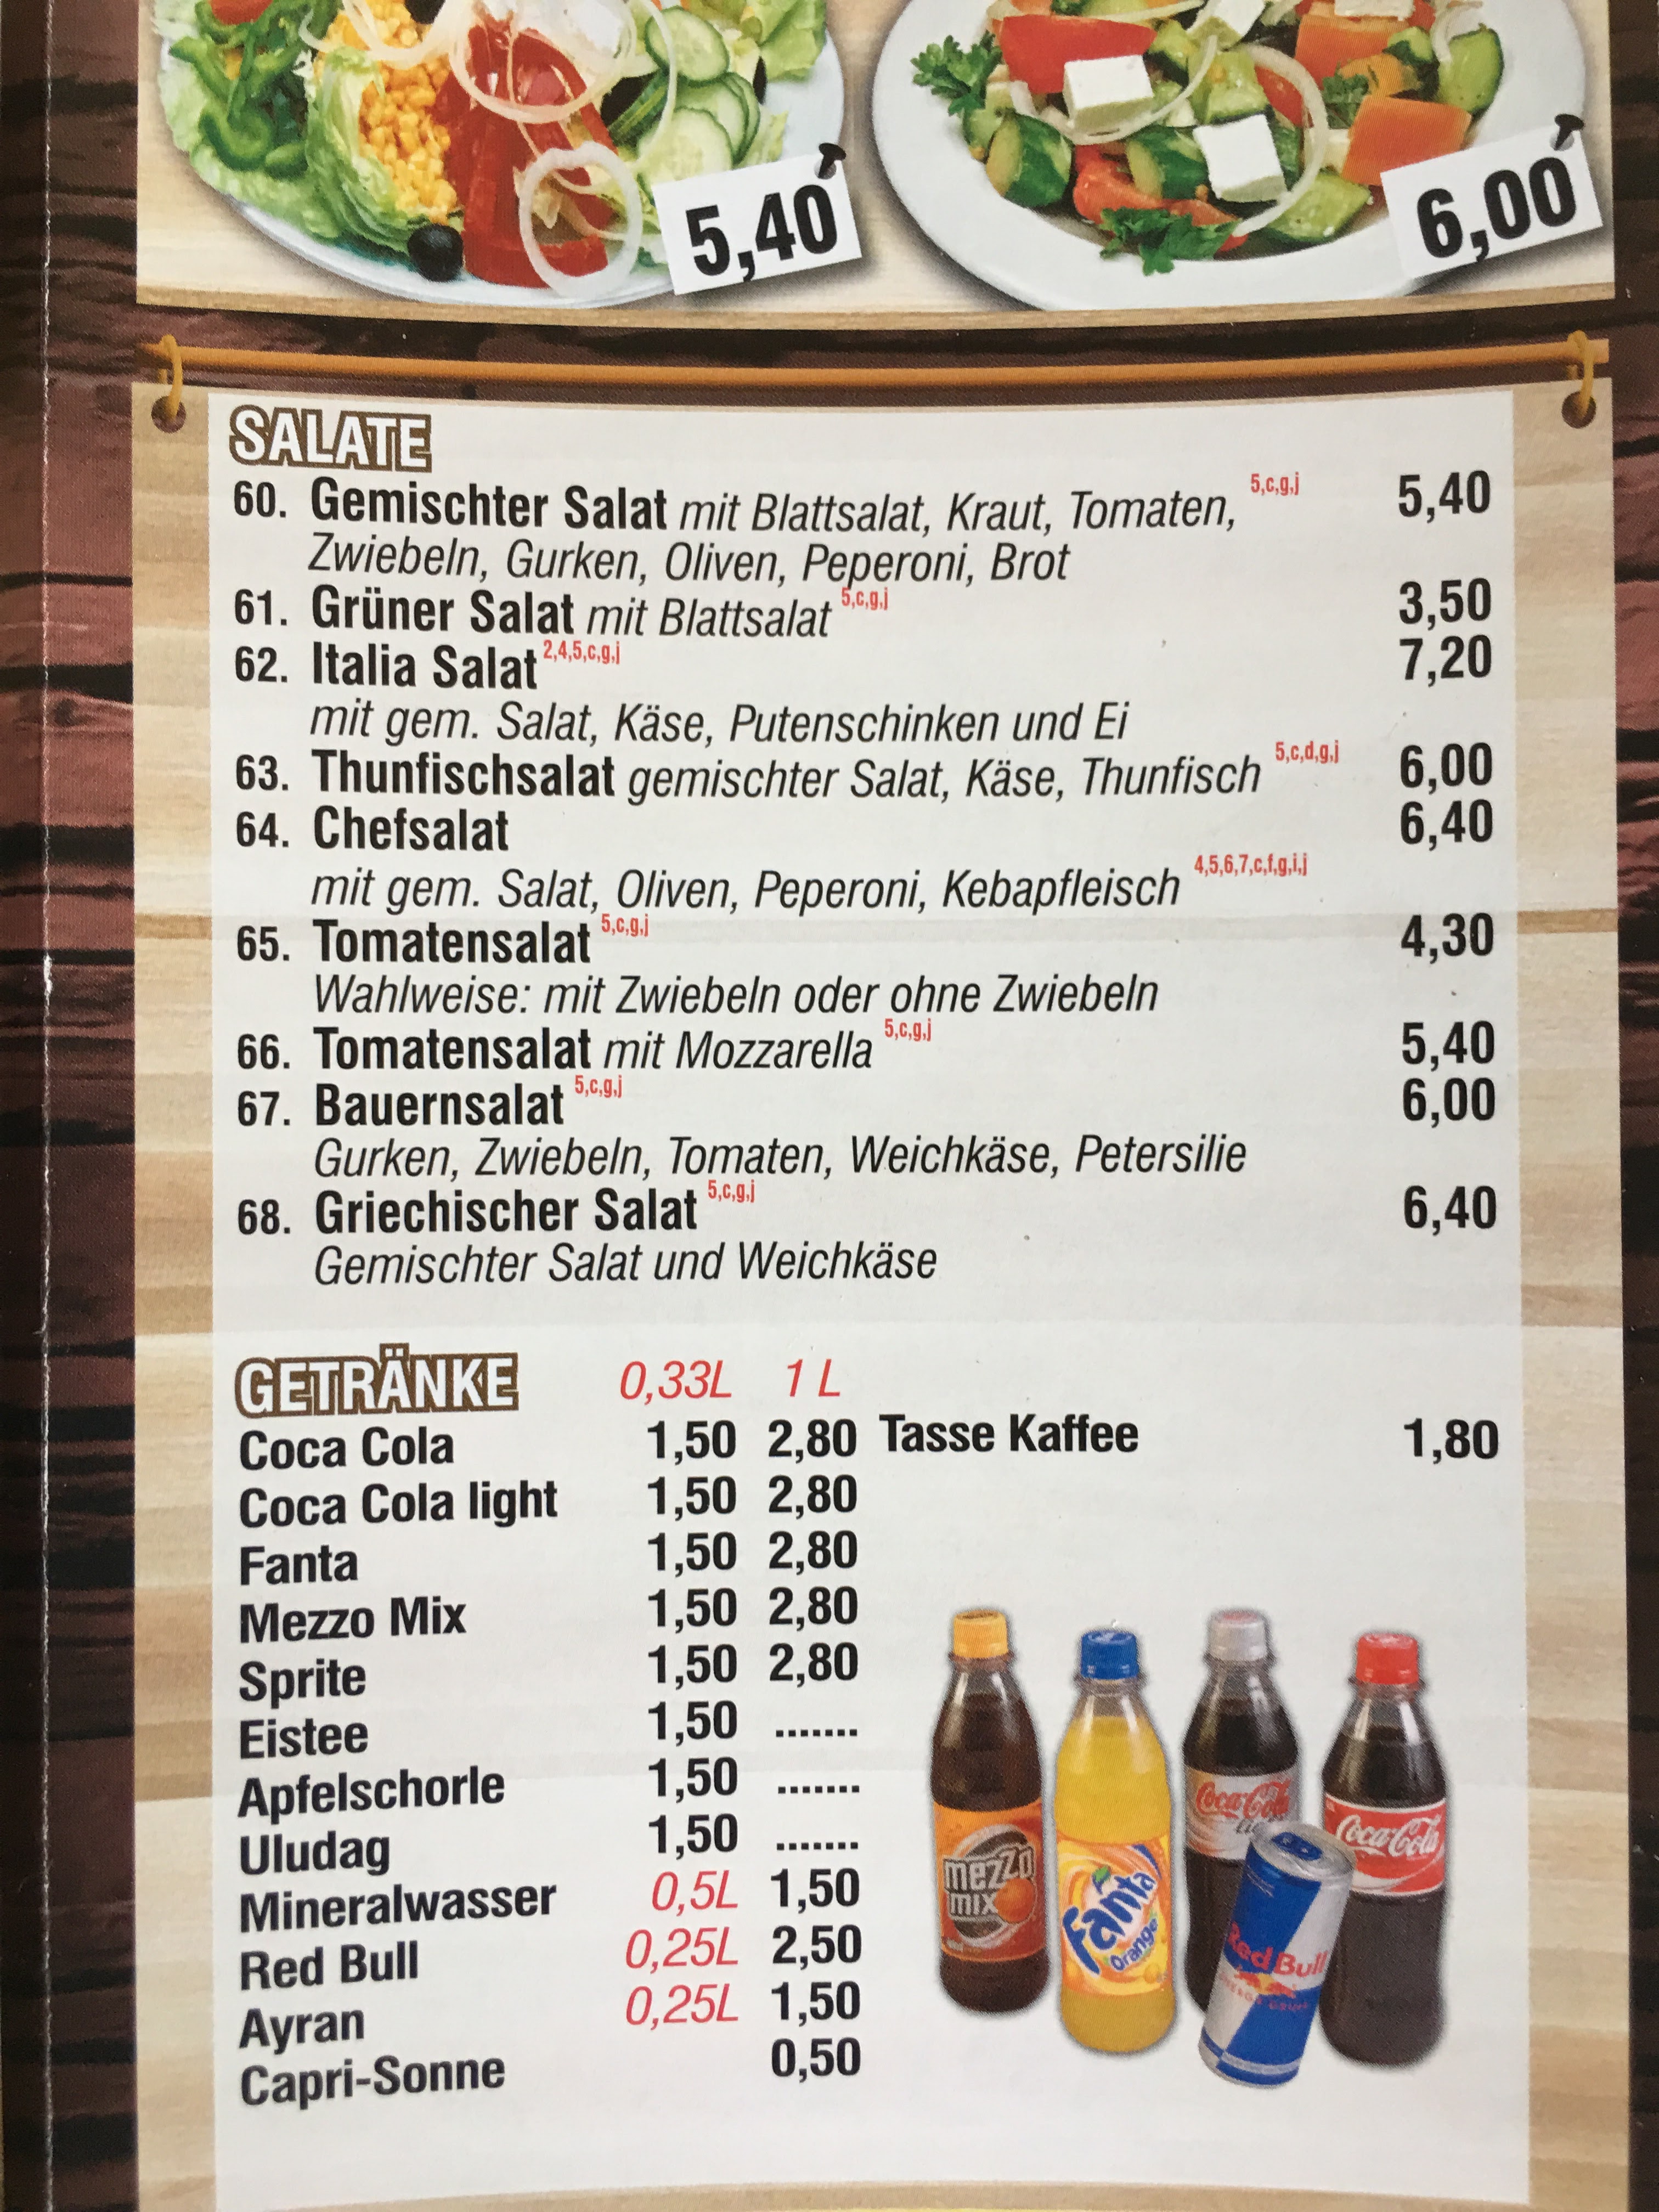 5,40
6,00
SALATE
60. Gemischter Salat mit Blattsalat, Kraut, Tomaten, 5,c,g,j 5,40
Zwiebeln, Gurken, Oliven, Peperoni, Brot
61. Grüner Salat mit Blattsalat 5,c,g,j 3,50
62. Italia Salat 2,4,5,c,g,j 7,20
mit gem. Salat, Käse, Putenschinken und Ei
63. Thunfischsalat gemischter Salat, Käse, Thunfisch 5,c,d,g,j 6,00
64. Chefsalat 6,40
mit gem. Salat, Oliven, Peperoni, Kebapfleisch 4,5,6,7,c,f,g,i,j
65. Tomatensalat 5,c,g,j 4,30
Wahlweise: mit Zwiebeln oder ohne Zwiebeln
66. Tomatensalat mit Mozzarella 5,c,g,j 5,40
67. Bauernsalat 5,c,g,j 6,00
Gurken, Zwiebeln, Tomaten, Weichkäse, Petersilie
68. Griechischer Salat 5,c,g,j 6,40
Gemischter Salat und Weichkäse
GETRÄNKE 0,33L 1 L
Coca Cola 1,50 2,80 Tasse Kaffee 1,80
Coca Cola light 1,50 2,80
Fanta 1,50 2,80
Mezzo Mix 1,50 2,80
Sprite 1,50 2,80
Eistee 1,50 .......
Apfelschorle 1,50 .......
Uludag 1,50 .......
Mineralwasser 0,5L 1,50
Red Bull 0,25L 2,50
Ayran 0,25L 1,50
Capri-Sonne 0,50
mezzo
mix
Fanta
Orange
Coca-Cola
Coca-Cola
Red Bull